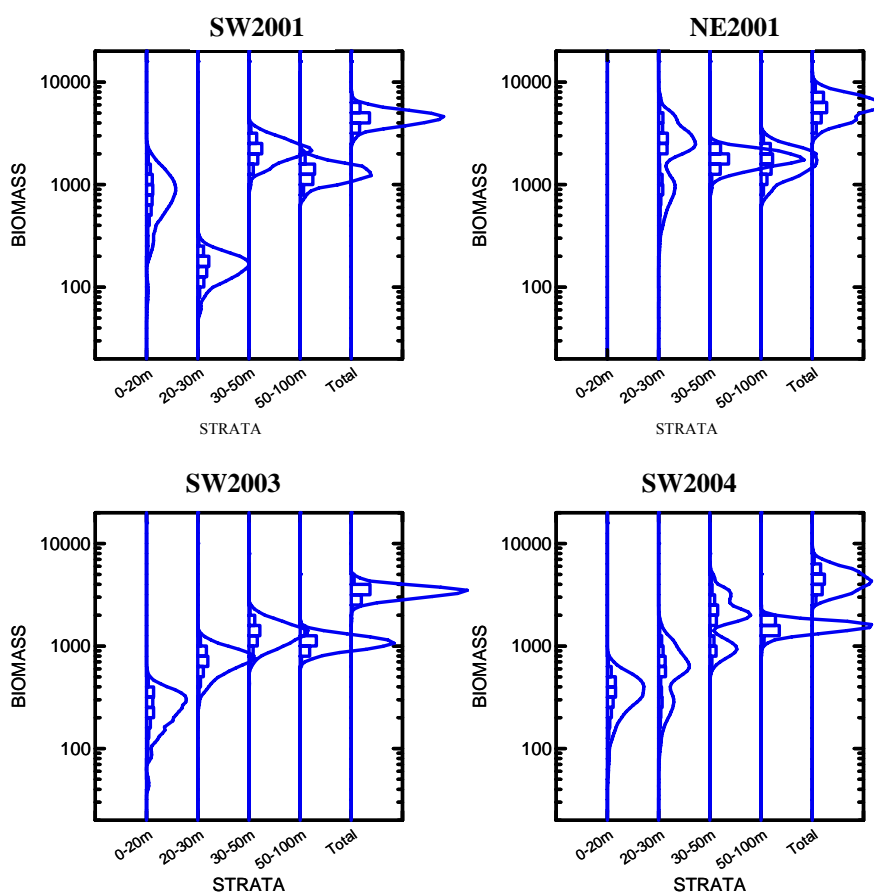 SW2001
NE2001
10000
1000
100
BIOMASS
0-20m
20-30m
30-50m
50-100m
Total
STRATA
10000
1000
100
BIOMASS
0-20m
20-30m
30-50m
50-100m
Total
STRATA
SW2003
SW2004
10000
1000
100
BIOMASS
0-20m
20-30m
30-50m
50-100m
Total
STRATA
10000
1000
100
BIOMASS
0-20m
20-30m
30-50m
50-100m
Total
STRATA